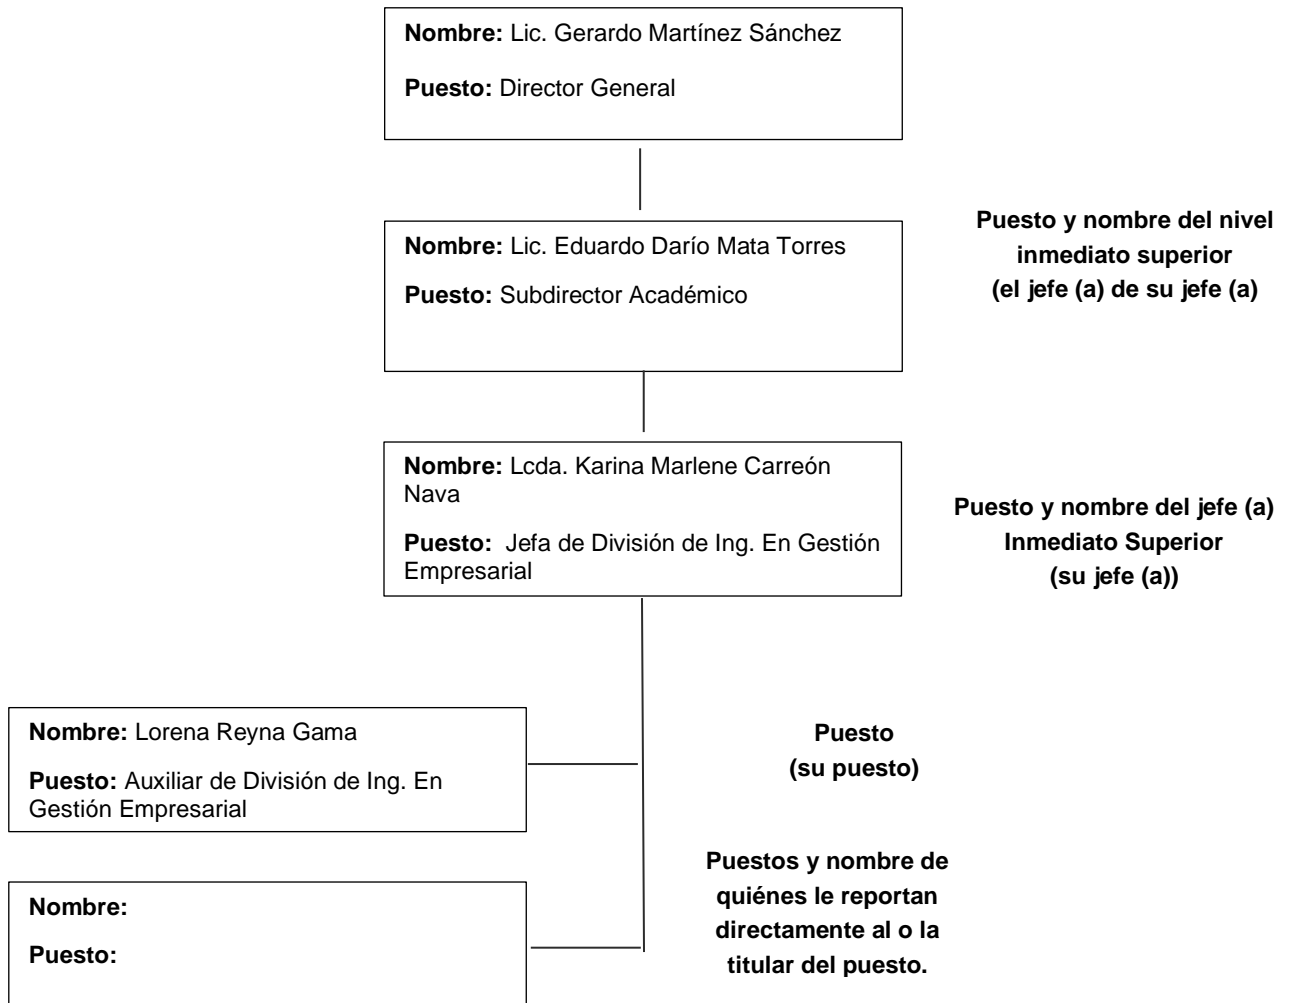 Nombre: Lic. Gerardo Martínez Sánchez
Puesto: Director General
Nombre: Lic. Eduardo Darío Mata Torres
Puesto: Subdirector Académico
Puesto y nombre del nivel
inmediato superior
(el jefe (a) de su jefe (a)
Nombre: Lcda. Karina Marlene Carreón
Nava
Puesto: Jefa de División de Ing. En Gestión
Empresarial
Puesto y nombre del jefe (a)
Inmediato Superior
(su jefe (a))
Nombre: Lorena Reyna Gama
Puesto: Auxiliar de División de Ing. En
Gestión Empresarial
Puesto
(su puesto)
Nombre:
Puesto:
Puestos y nombre de
quiénes le reportan
directamente al o la
titular del puesto.